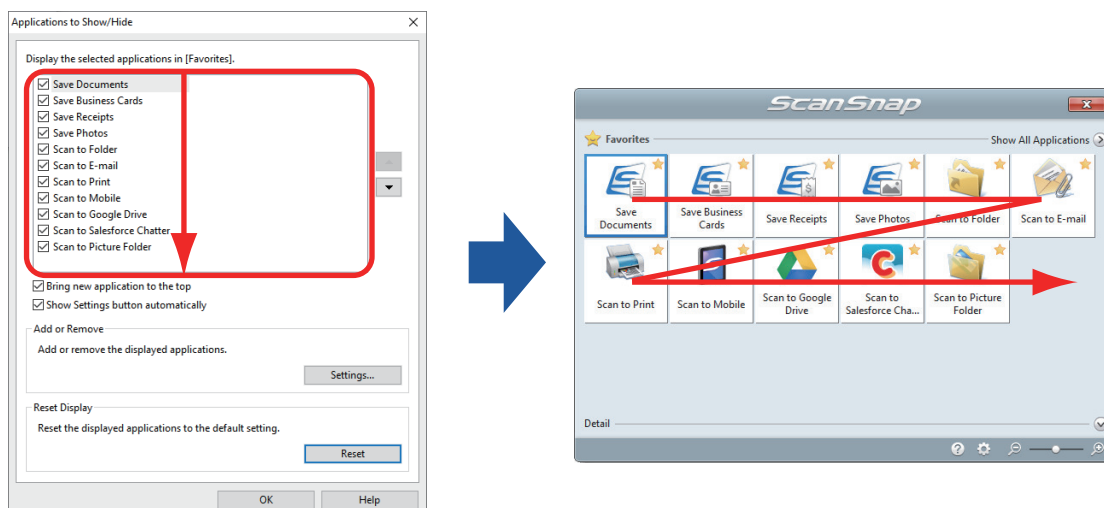 Applications to Show/Hide
Display the selected applications in [Favorites].
Save Documents
Save Business Cards
Save Receipts
Save Photos
Scan to Folder
Scan to E-mail
Scan to Print
Scan to Mobile
Scan to Google Drive
Scan to Salesforce Chatter
Scan to Picture Folder
Bring new application to the top
Show Settings button automatically
Add or Remove
Add or remove the displayed applications.
Settings...
Reset Display
Reset the displayed applications to the default setting.
Reset
OK
Help
ScanSnap
Favorites
Show All Applications
Save
Documents
Save Business
Cards
Save Receipts
Save Photos
Scan to Folder
Scan to E-mail
Scan to Print
Scan to Mobile
Scan to Google
Drive
Scan to
Salesforce Cha...
Scan to Picture
Folder
Detail